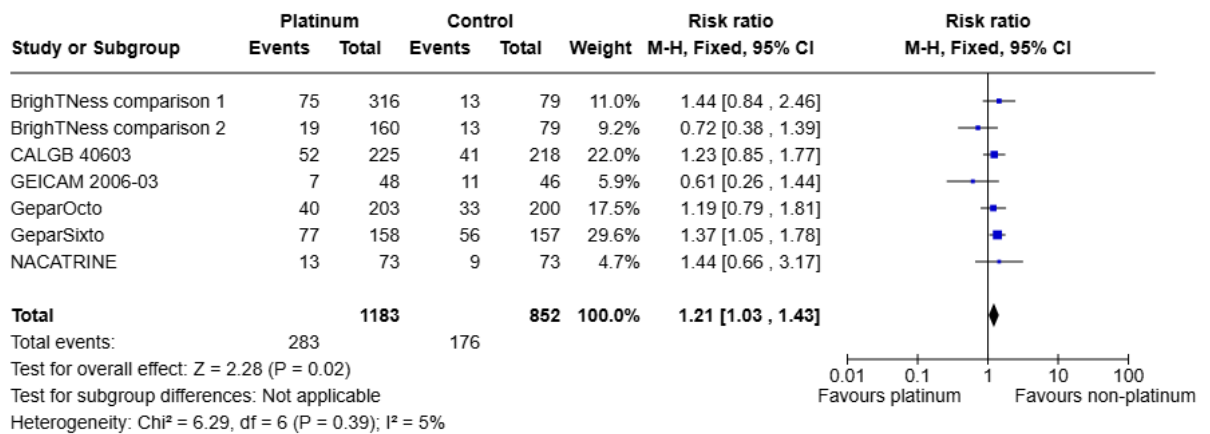 Platinum Control Risk ratio Risk ratio
Study or Subgroup Events Total Events Total Weight M-H, Fixed, 95% CI M-H, Fixed, 95% CI
BrighTNess comparison 1 75 316 13 79 11.0% 1.44 [0.84 , 2.46]
BrighTNess comparison 2 19 160 13 79 9.2% 0.72 [0.38 , 1.39]
CALGB 40603 52 225 41 218 22.0% 1.23 [0.85 , 1.77]
GEICAM 2006-03 7 48 11 46 5.9% 0.61 [0.26 , 1.44]
GeparOcto 40 203 33 200 17.5% 1.19 [0.79 , 1.81]
GeparSixto 77 158 56 157 29.6% 1.37 [1.05 , 1.78]
NACATRINE 13 73 9 73 4.7% 1.44 [0.66 , 3.17]
Total 1183 852 100.0% 1.21 [1.03 , 1.43]
Total events: 283 176
Test for overall effect: Z = 2.28 (P = 0.02)
0.01 0.1 1 10 100
Test for subgroup differences: Not applicable
Favours platinum Favours non-platinum
Heterogeneity: Chi² = 6.29, df = 6 (P = 0.39); I² = 5%